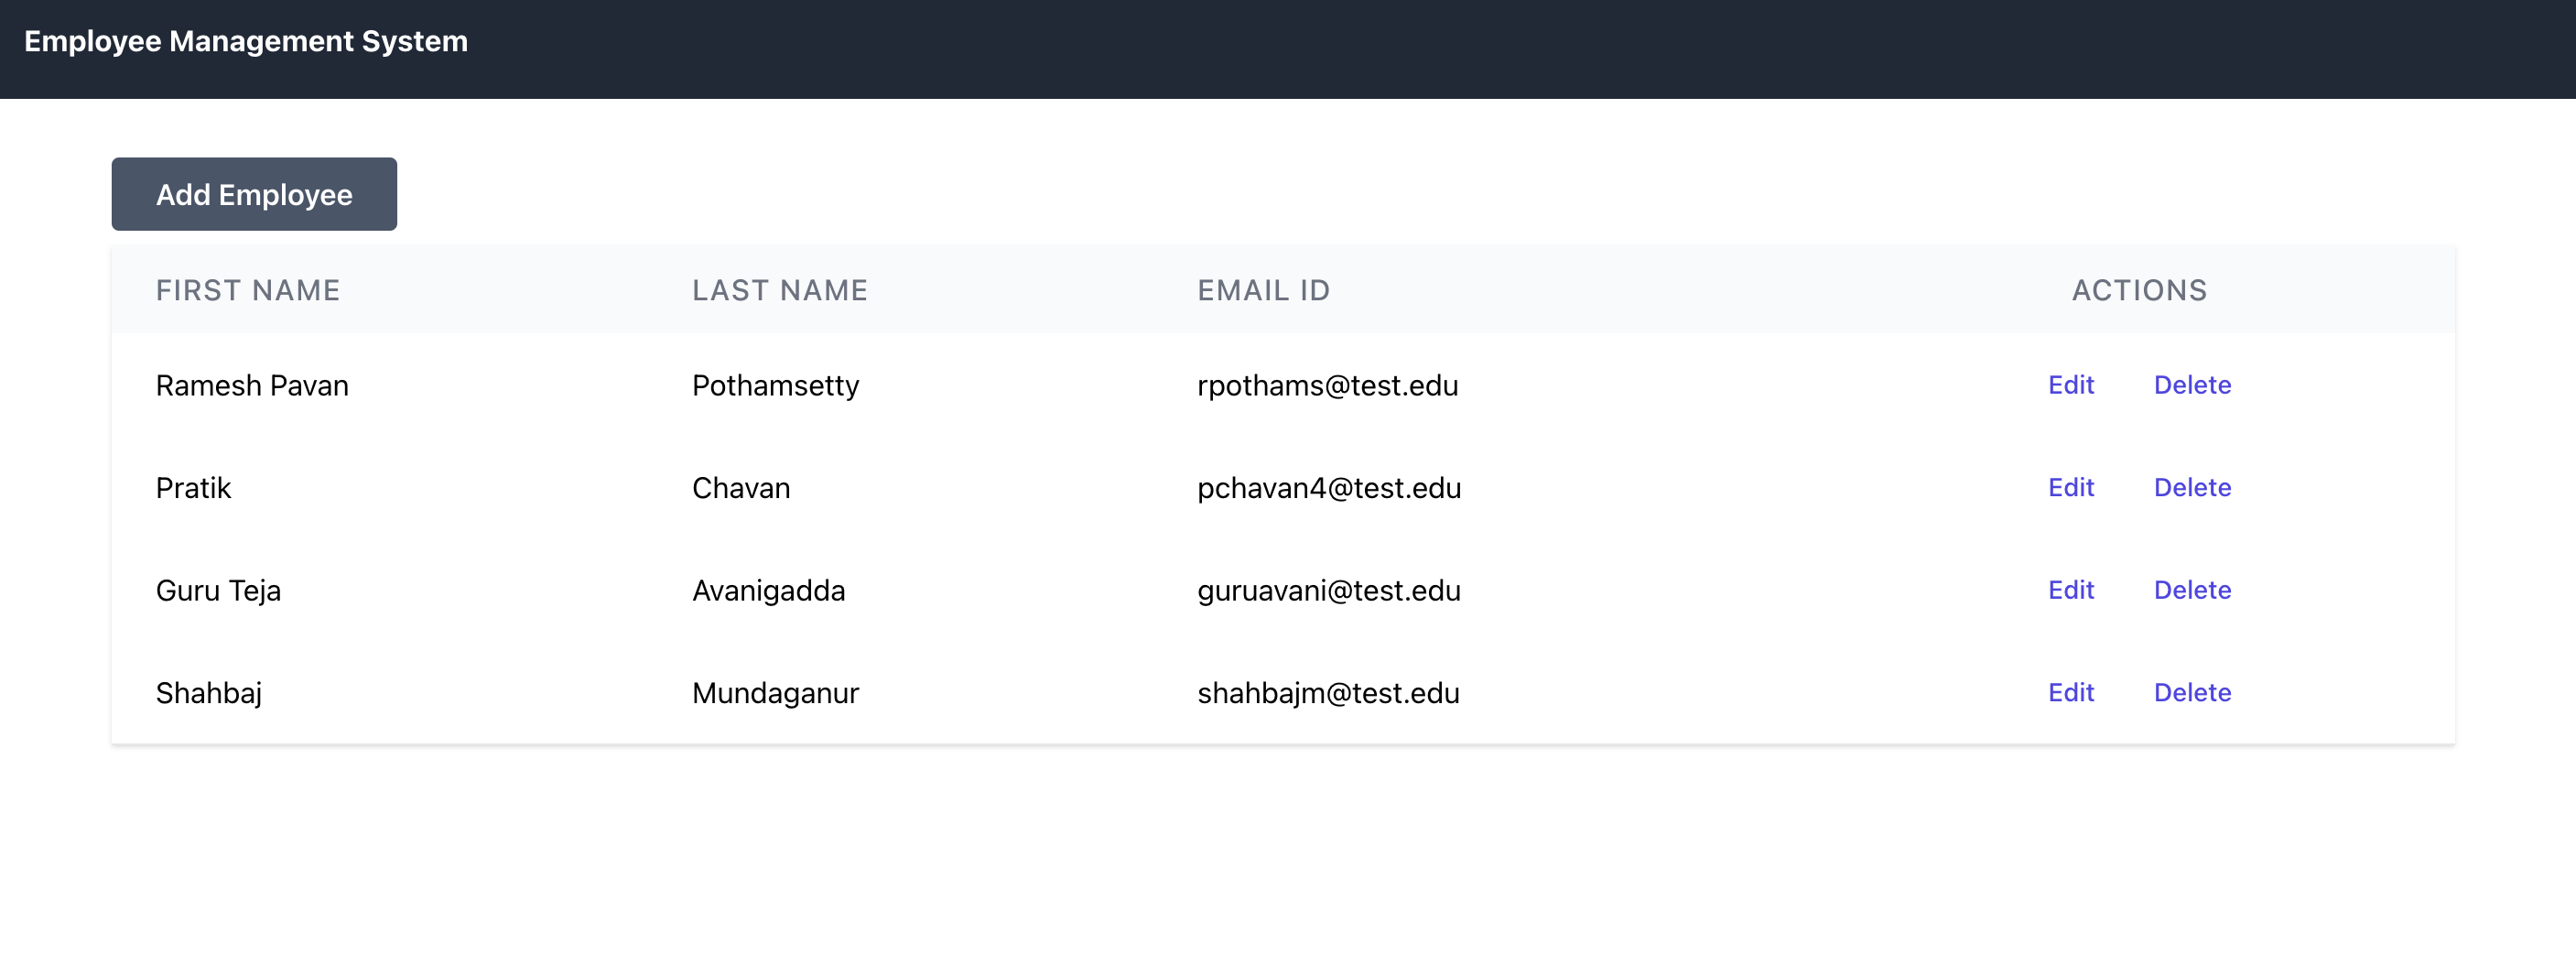 Employee Management System
Add Employee
FIRST NAME LAST NAME EMAIL ID ACTIONS
Ramesh Pavan Pothamsetty rpothams@test.edu Edit Delete
Pratik Chavan pchavan4@test.edu Edit Delete
Guru Teja Avanigadda guruavani@test.edu Edit Delete
Shahbaj Mundaganur shahbajm@test.edu Edit Delete